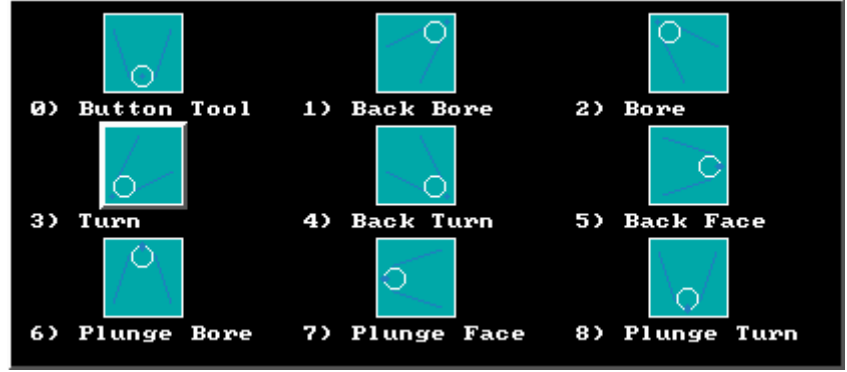 0) Button Tool 1) Back Bore 2) Bore
3) Turn 4) Back Turn 5) Back Face
6) Plunge Bore 7) Plunge Face 8) Plunge Turn